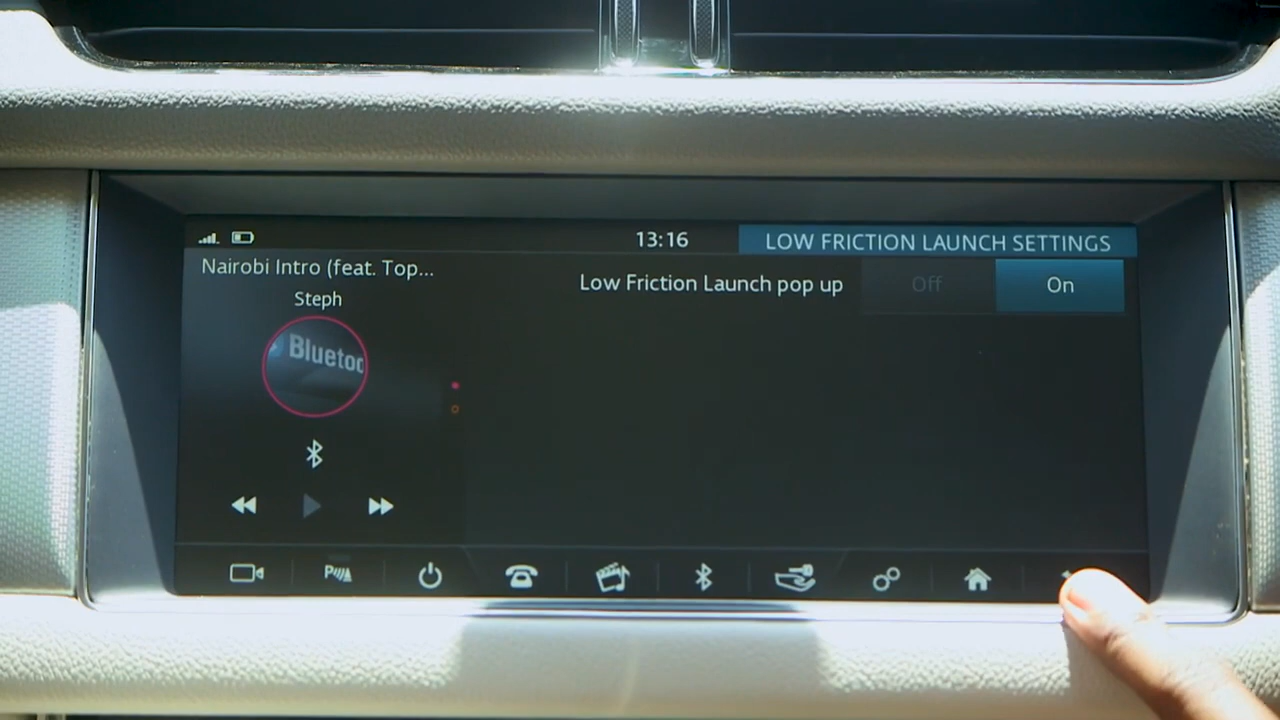 13:16
LOW FRICTION LAUNCH SETTINGS
Nairobi Intro (feat. Top...
Steph
Low Friction Launch pop up
Off
On
Bluetoo
P